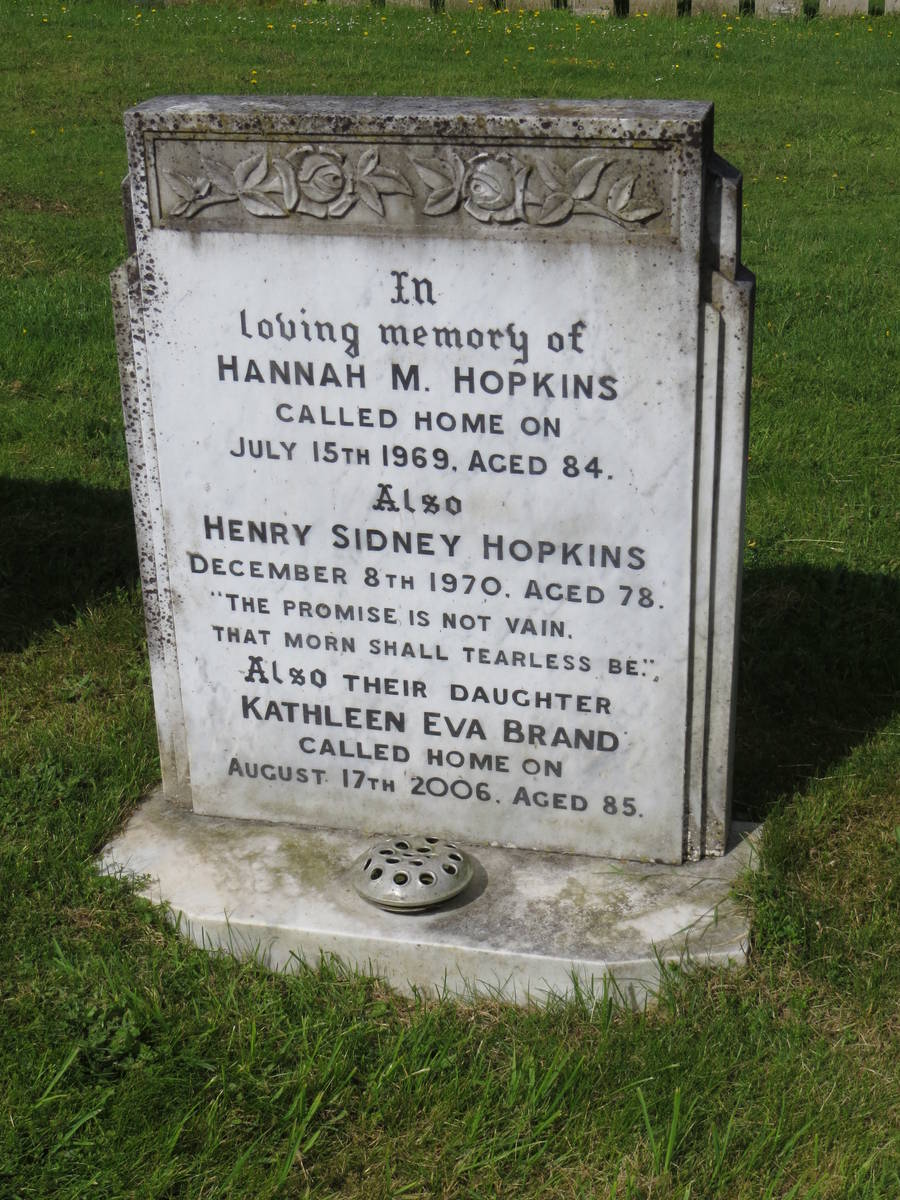 In
loving memory of
HANNAH M. HOPKINS
CALLED HOME ON
JULY 15TH 1969. AGED 84.
Also
HENRY SIDNEY HOPKINS
DECEMBER 8TH 1970. AGED 78.
"THE PROMISE IS NOT VAIN,
THAT MORN SHALL TEARLESS BE."
Also THEIR DAUGHTER
KATHLEEN EVA BRAND
CALLED HOME ON
AUGUST 17TH 2006. AGED 85.